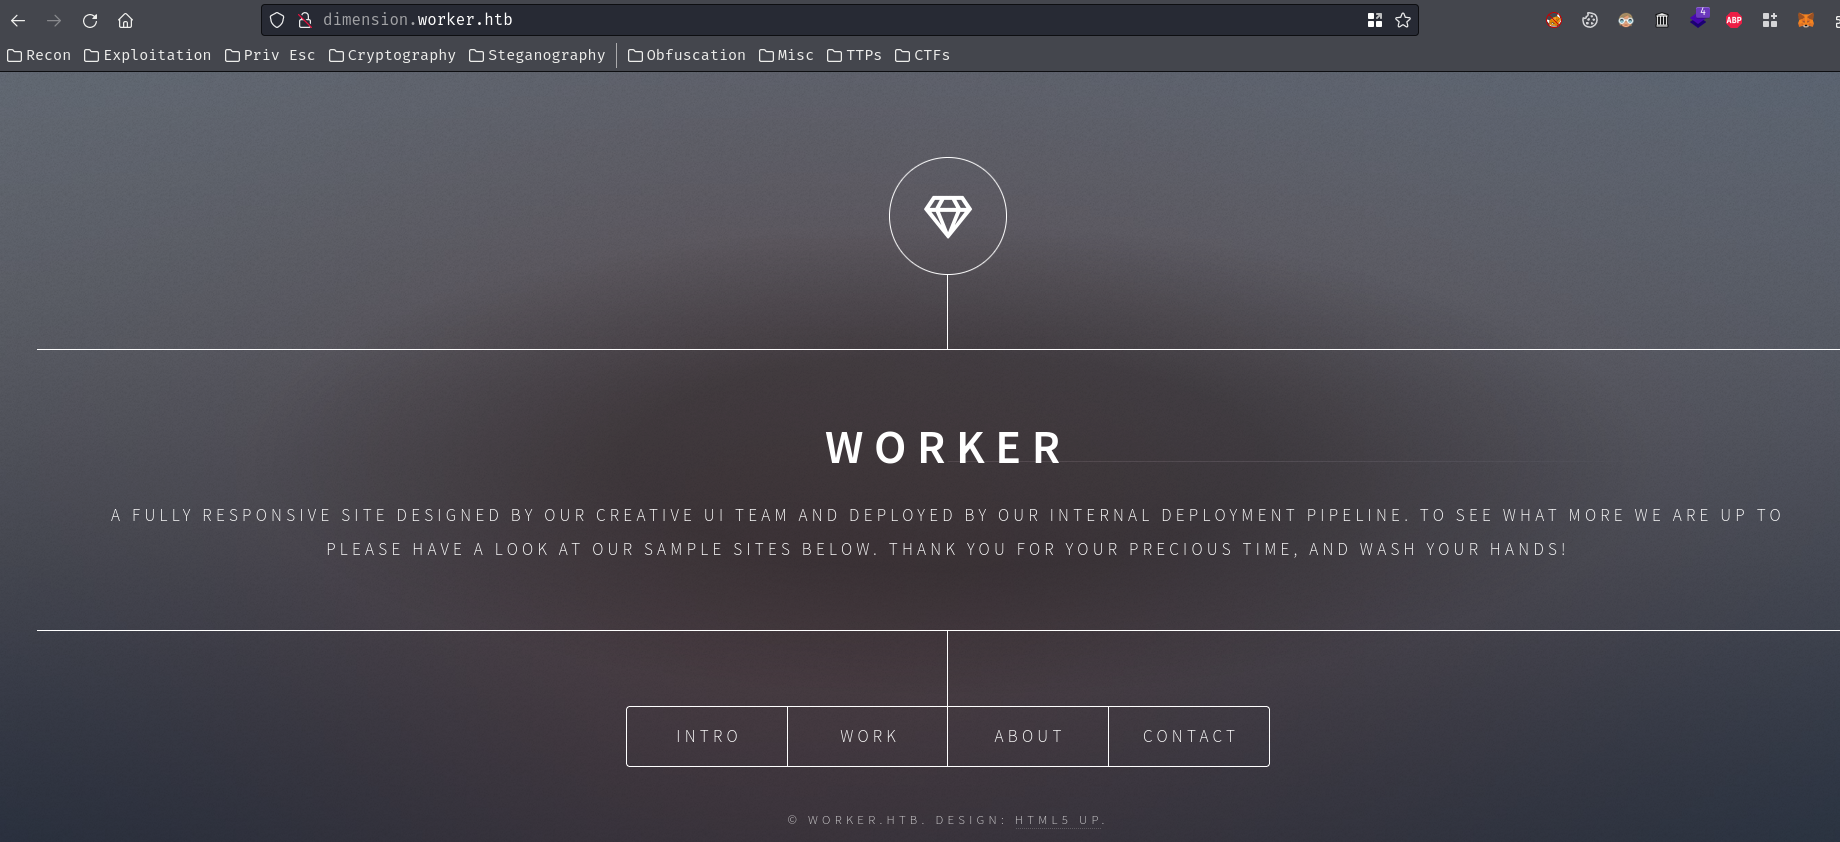 dimension.worker.htb
4
ABP
Recon Exploitation Priv Esc Cryptography Steganography Obfuscation Misc TTPs CTFs
WORKER
A FULLY RESPONSIVE SITE DESIGNED BY OUR CREATIVE UI TEAM AND DEPLOYED BY OUR INTERNAL DEPLOYMENT PIPELINE. TO SEE WHAT MORE WE ARE UP TO
PLEASE HAVE A LOOK AT OUR SAMPLE SITES BELOW. THANK YOU FOR YOUR PRECIOUS TIME, AND WASH YOUR HANDS!
INTRO WORK ABOUT CONTACT
© WORKER.HTB. DESIGN: HTML5 UP.